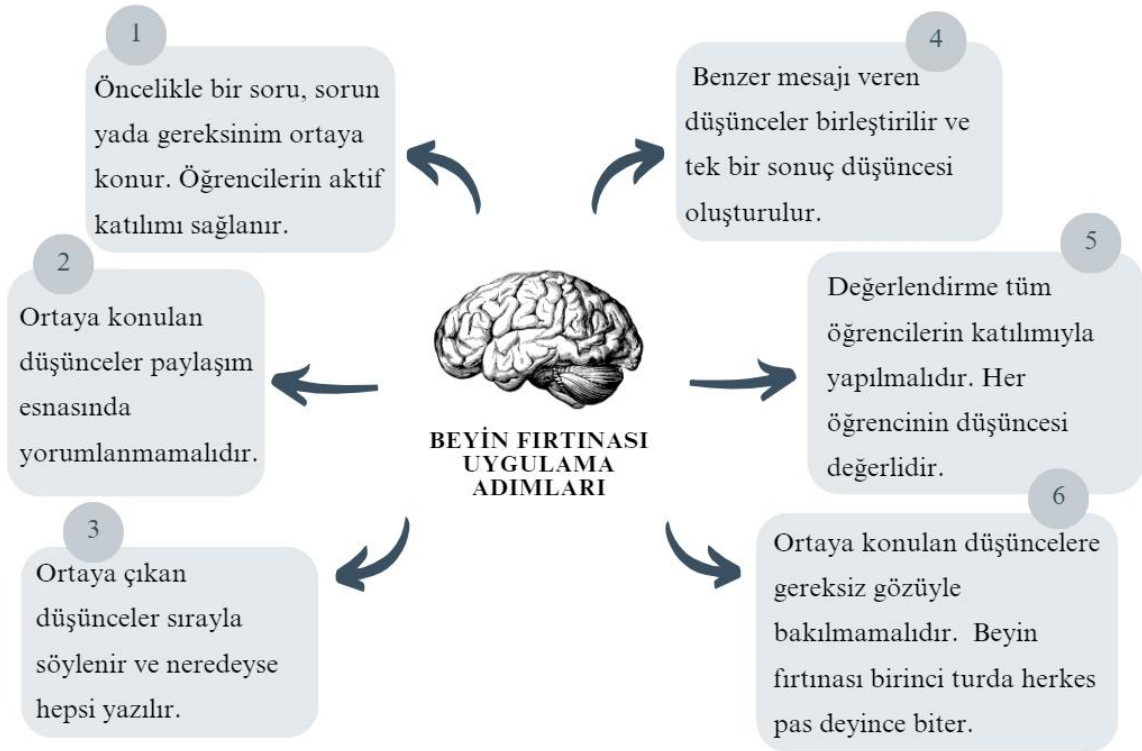 1
Öncelikle bir soru, sorun
yada gereksinim ortaya
konur. Öğrencilerin aktif
katılımı sağlanır.
2
Ortaya konulan
düşünceler paylaşım
esnasında
yorumlanmamalıdır.
3
Ortaya çıkan
düşünceler sırayla
söylenir ve neredeyse
hepsi yazılır.
BEYİN FIRTINASI
UYGULAMA
ADIMLARI
4
Benzer mesajı veren
düşünceler birleştirilir ve
tek bir sonuç düşüncesi
oluşturulur.
5
Değerlendirme tüm
öğrencilerin katılımıyla
yapılmalıdır. Her
öğrencinin düşüncesi
değerlidir.
6
Ortaya konulan düşüncelere
gereksiz gözüyle
bakılmamalıdır. Beyin
fırtınası birinci turda herkes
pas deyince biter.